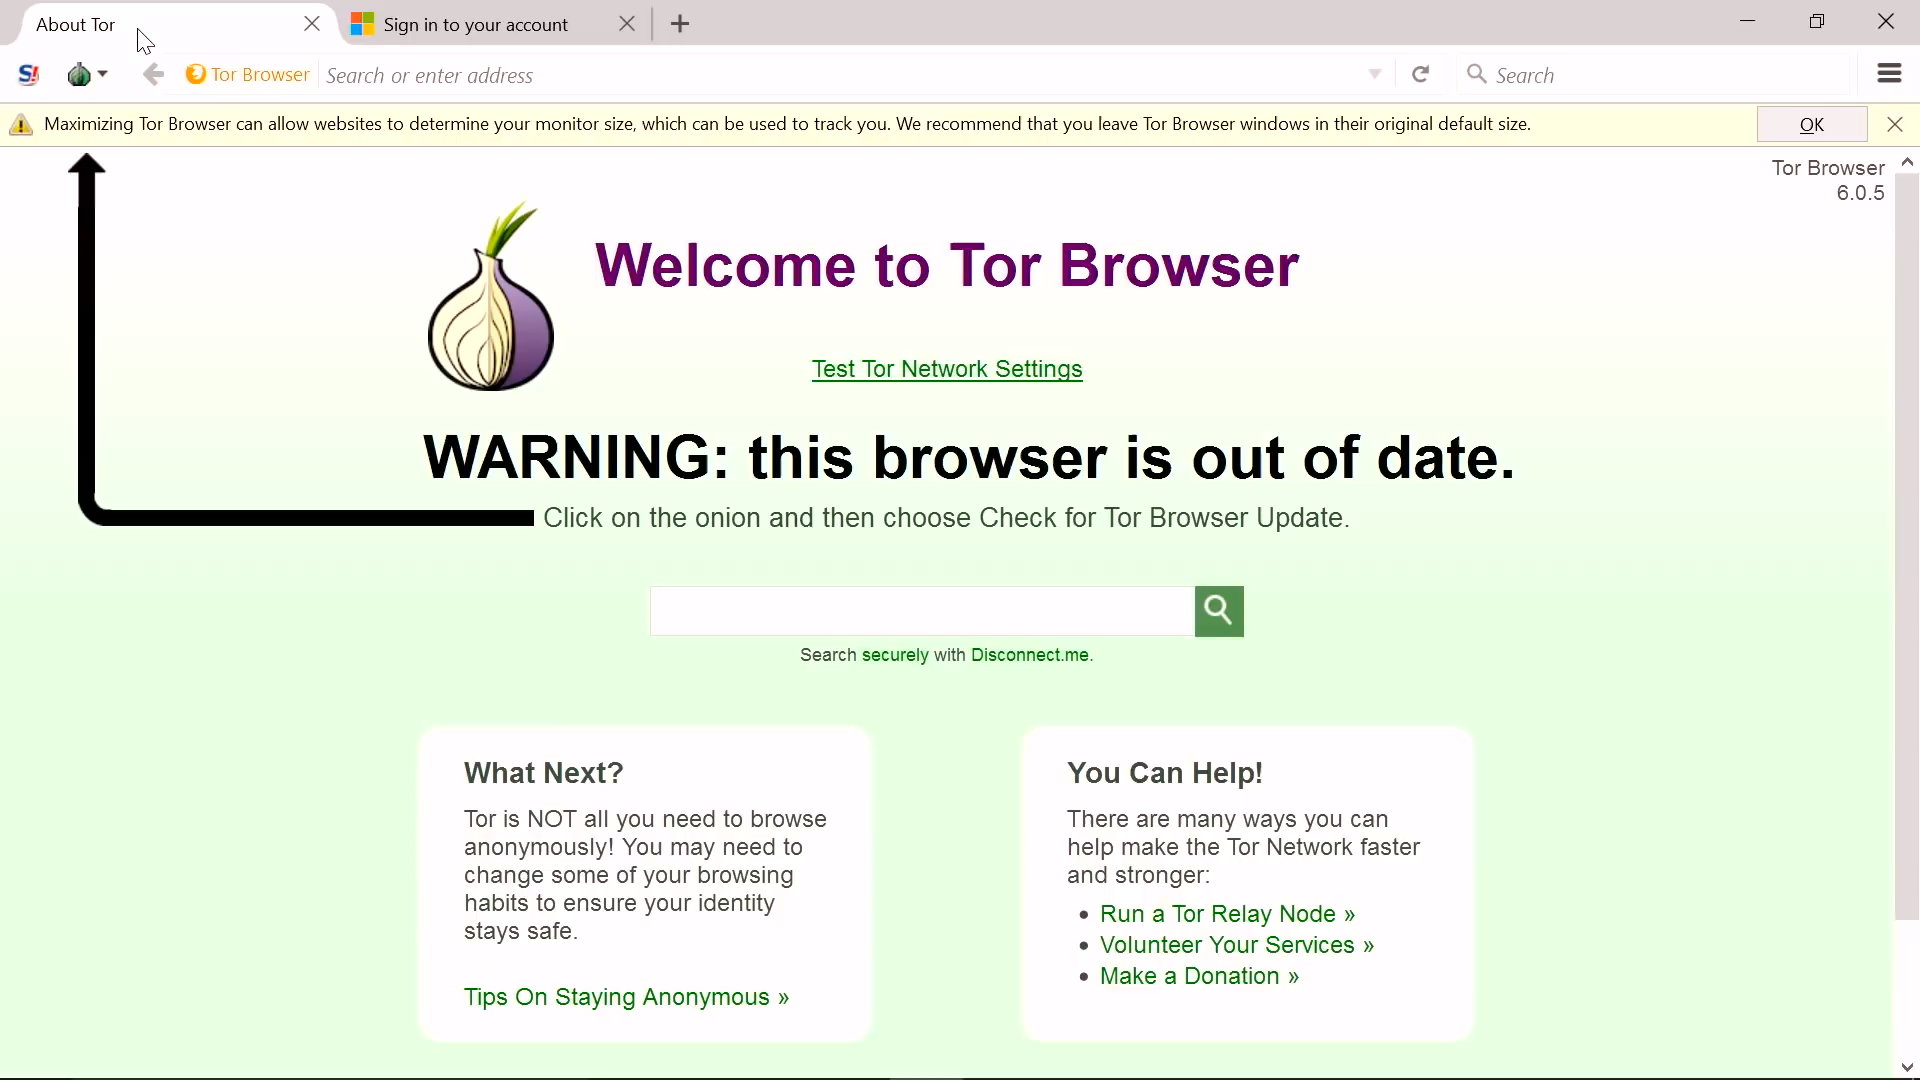 About Tor
Sign in to your account
S!
Tor Browser
Search or enter address
Search
Maximizing Tor Browser can allow websites to determine your monitor size, which can be used to track you. We recommend that you leave Tor Browser windows in their original default size.
OK
Tor Browser
6.0.5
Welcome to Tor Browser
Test Tor Network Settings
WARNING: this browser is out of date.
Click on the onion and then choose Check for Tor Browser Update.
Search securely with Disconnect.me.
What Next?
Tor is NOT all you need to browse
anonymously! You may need to
change some of your browsing
habits to ensure your identity
stays safe.
Tips On Staying Anonymous »
You Can Help!
There are many ways you can
help make the Tor Network faster
and stronger:
• Run a Tor Relay Node »
• Volunteer Your Services »
• Make a Donation »